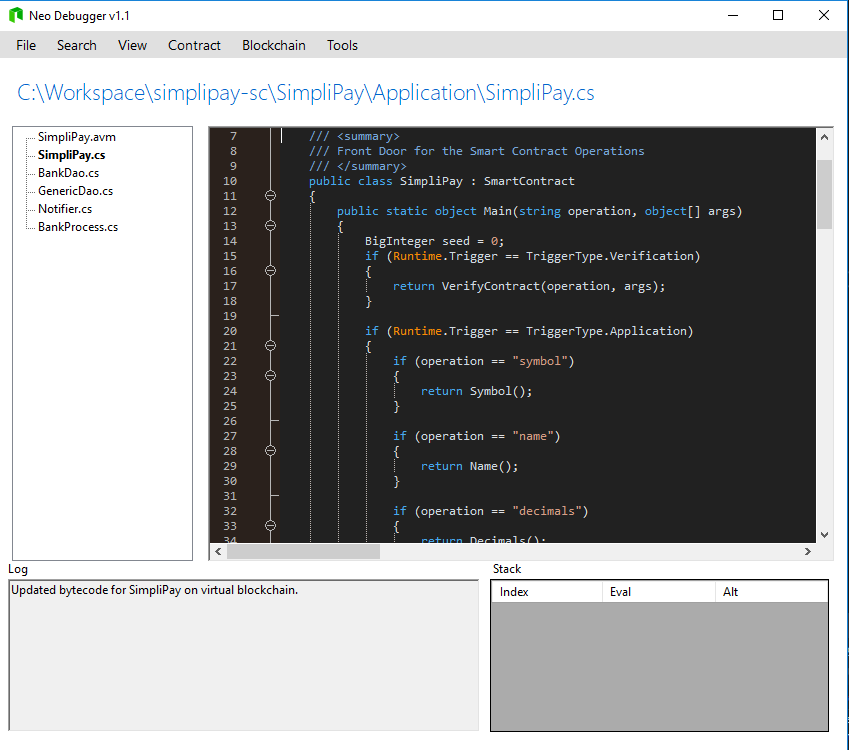 Neo Debugger v1.1
File Search View Contract Blockchain Tools
C:\Workspace\simplipay-sc\SimpliPay\Application\SimpliPay.cs
SimpliPay.avm
SimpliPay.cs
BankDao.cs
GenericDao.cs
Notifier.cs
BankProcess.cs
7 /// <summary>
8 /// Front Door for the Smart Contract Operations
9 /// </summary>
10 public class SimpliPay : SmartContract
11 {
12 public static object Main(string operation, object[] args)
13 {
14 BigInteger seed = 0;
15 if (Runtime.Trigger == TriggerType.Verification)
16 {
17 return VerifyContract(operation, args);
18 }
19
20 if (Runtime.Trigger == TriggerType.Application)
21 {
22 if (operation == "symbol")
23 {
24 return Symbol();
25 }
26
27 if (operation == "name")
28 {
29 return Name();
30 }
31
32 if (operation == "decimals")
33 {
34 return Decimals();
Log
Updated bytecode for SimpliPay on virtual blockchain.
Stack
Index Eval Alt